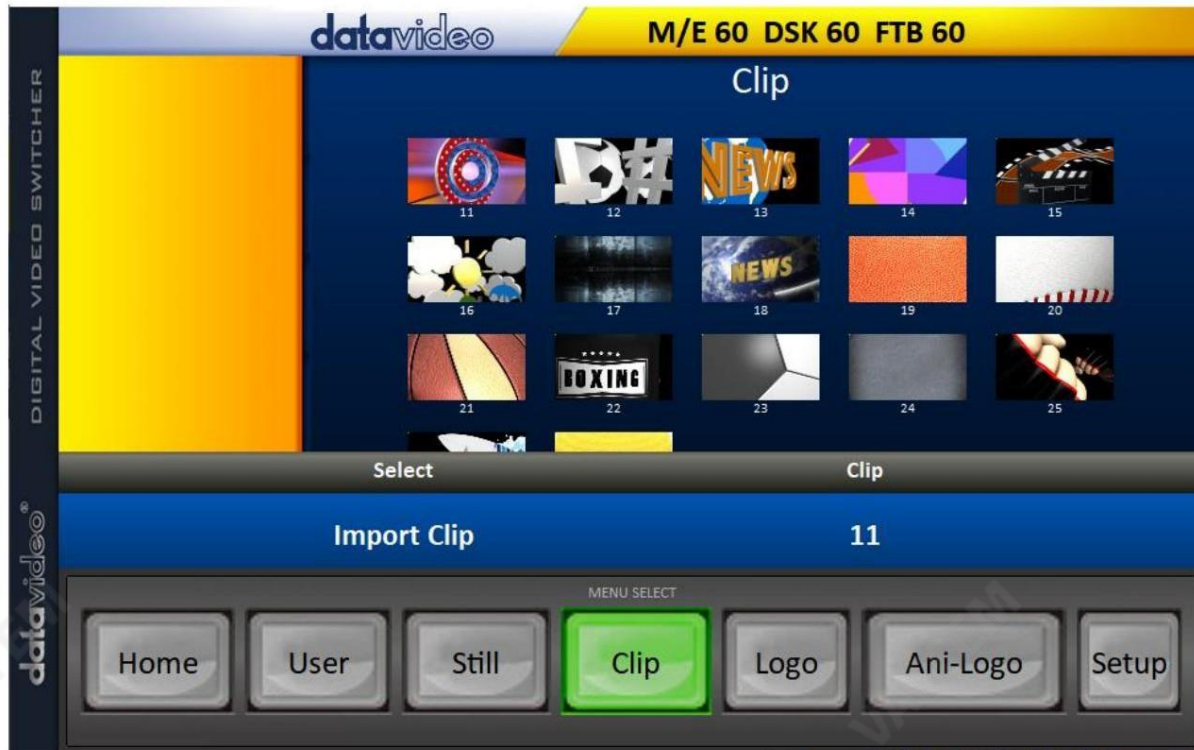 datavideo
M/E 60 DSK 60 FTB 60
DIGITAL VIDEO SWITCHER
datavideo®
Clip
NEWS
11 12 13 14 15
NEWS
16 17 18 19 20
BOXING
21 22 23 24 25
Select Clip
Import Clip 11
MENU SELECT
Home User Still Clip Logo Ani-Logo Setup